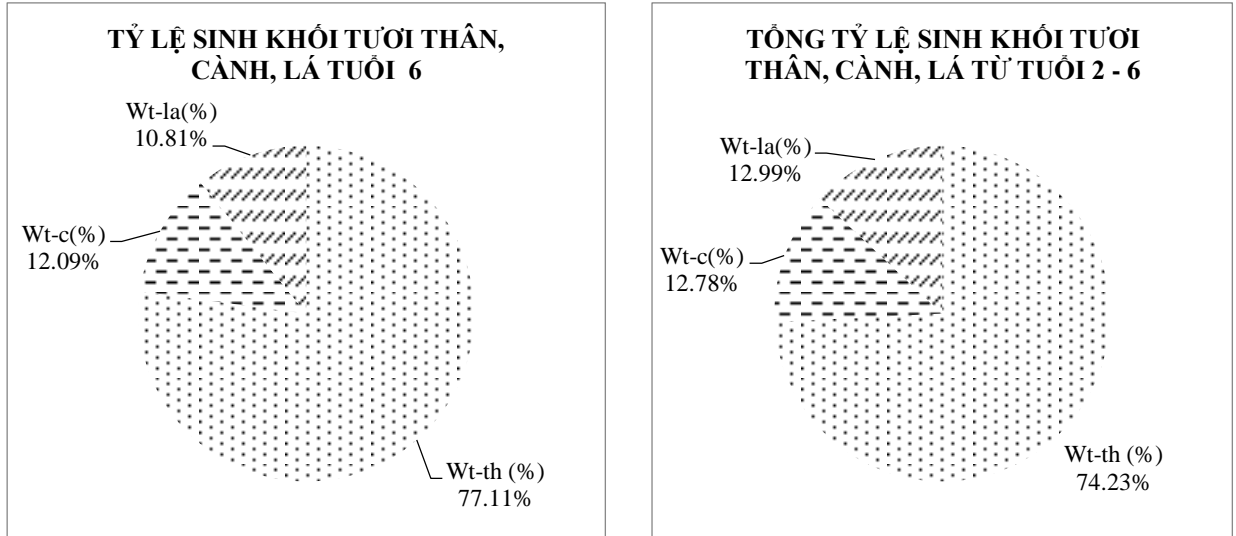 TỶ LỆ SINH KHỐI TƯƠI THÂN,
CÀNH, LÁ TUỔI 6
Wt-la(%)
10.81%
Wt-c(%)
12.09%
Wt-th (%)
77.11%
TỔNG TỶ LỆ SINH KHỐI TƯƠI
THÂN, CÀNH, LÁ TỪ TUỔI 2 - 6
Wt-la(%)
12.99%
Wt-c(%)
12.78%
Wt-th (%)
74.23%